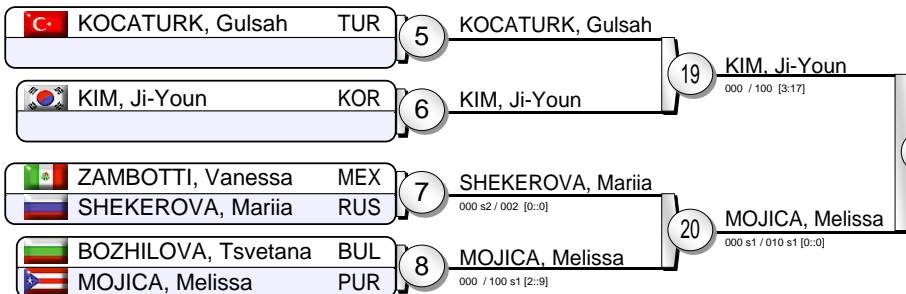 KOCATURK, Gulsah TUR
5
KOCATURK, Gulsah
19
KIM, Ji-Youn
000 / 100 [3:17]
KIM, Ji-Youn KOR
6
KIM, Ji-Youn
ZAMBOTTI, Vanessa MEX
7
SHEKEROVA, Mariia
000 s2 / 002 [0::0]
SHEKEROVA, Mariia RUS
20
MOJICA, Melissa
000 s1 / 010 s1 [0::0]
BOZHILOVA, Tsvetana BUL
8
MOJICA, Melissa
000 / 100 s1 [2::9]
MOJICA, Melissa PUR